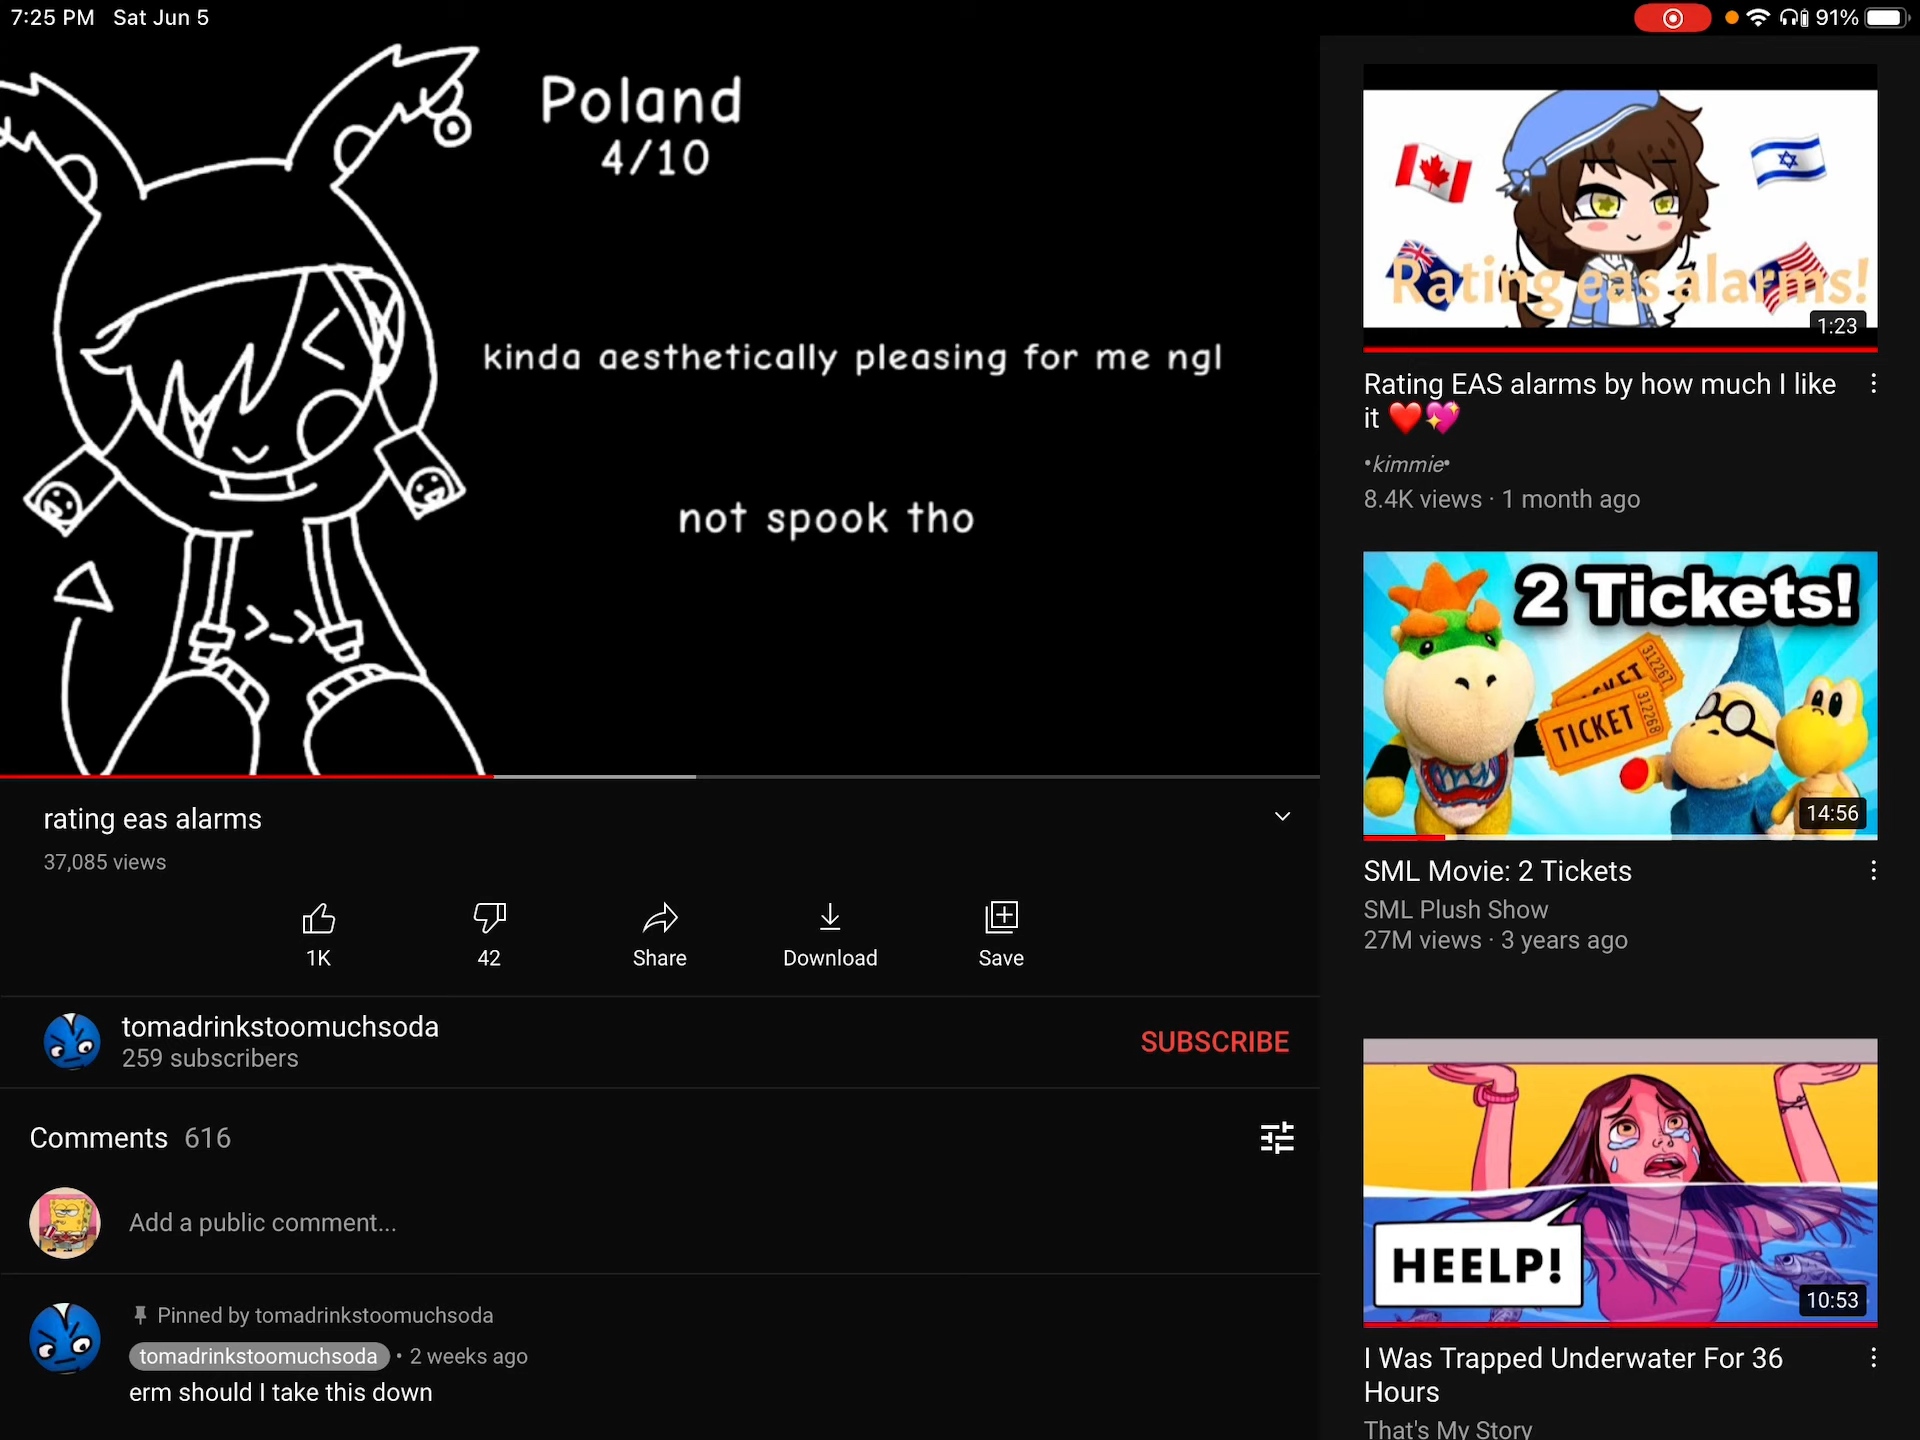 7:25 PM Sat Jun 5
91%
Poland
4/10
kinda aesthetically pleasing for me ngl
not spook tho
>_>
rating eas alarms
37,085 views
1K
42
Share
Download
Save
tomadrinkstoomuchsoda
259 subscribers
SUBSCRIBE
Comments 616
Add a public comment...
Pinned by tomadrinkstoomuchsoda
tomadrinkstoomuchsoda • 2 weeks ago
erm should I take this down
Rating eas alarms!
1:23
Rating EAS alarms by how much I like
it ❤️💖
•kimmie•
8.4K views · 1 month ago
2 Tickets!
312267
TICKET
312268
14:56
SML Movie: 2 Tickets
SML Plush Show
27M views · 3 years ago
HEELP!
10:53
I Was Trapped Underwater For 36
Hours
That's My Story